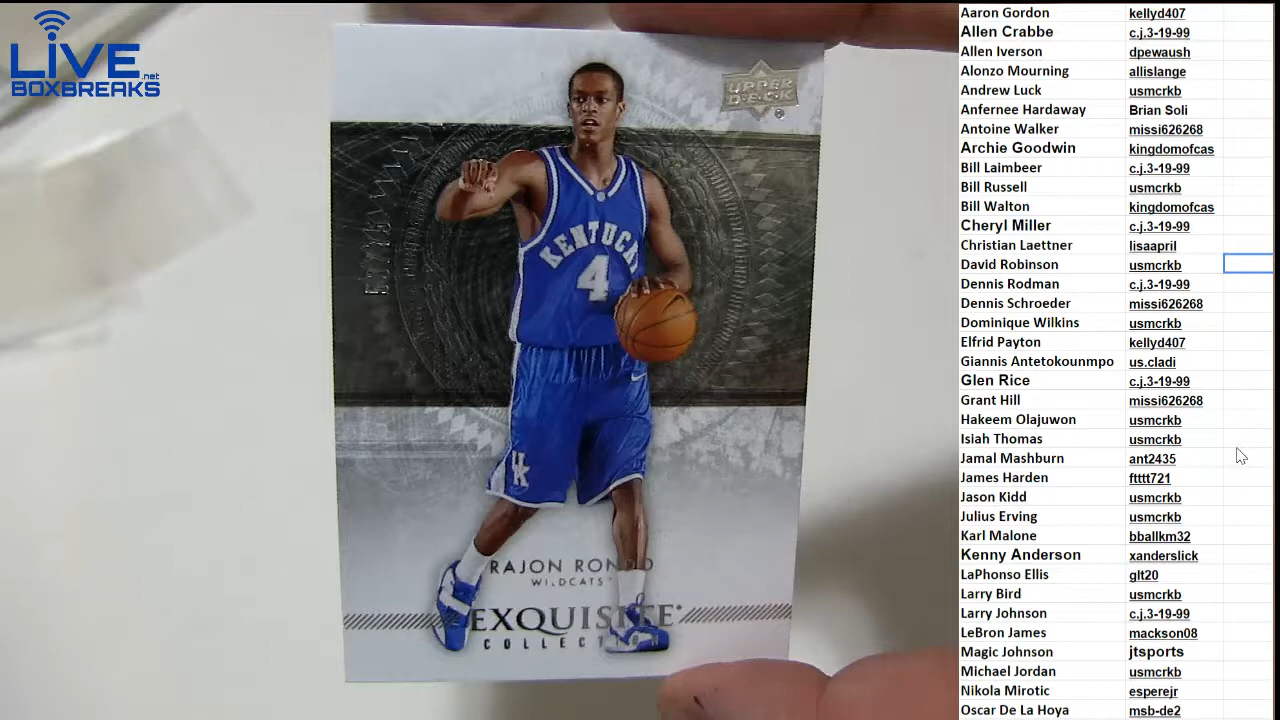 LIVE.net
BOXBREAKS
UPPER
DECK
KENTUCKY
4
UK
RAJON RONDO
WILDCATS
EXQUISITE
COLLECTION
Aaron Gordon kellyd407
Allen Crabbe c.j.3-19-99
Allen Iverson dpewaush
Alonzo Mourning allislange
Andrew Luck usmcrkb
Anfernee Hardaway Brian Soli
Antoine Walker missi626268
Archie Goodwin kingdomofcas
Bill Laimbeer c.j.3-19-99
Bill Russell usmcrkb
Bill Walton kingdomofcas
Cheryl Miller c.j.3-19-99
Christian Laettner lisaapril
David Robinson usmcrkb
Dennis Rodman c.j.3-19-99
Dennis Schroeder missi626268
Dominique Wilkins usmcrkb
Elfrid Payton kellyd407
Giannis Antetokounmpo us.cladi
Glen Rice c.j.3-19-99
Grant Hill missi626268
Hakeem Olajuwon usmcrkb
Isiah Thomas usmcrkb
Jamal Mashburn ant2435
James Harden ftttt721
Jason Kidd usmcrkb
Julius Erving usmcrkb
Karl Malone bballkm32
Kenny Anderson xanderslick
LaPhonso Ellis glt20
Larry Bird usmcrkb
Larry Johnson c.j.3-19-99
LeBron James mackson08
Magic Johnson jtsports
Michael Jordan usmcrkb
Nikola Mirotic esperejr
Oscar De La Hoya msb-de2